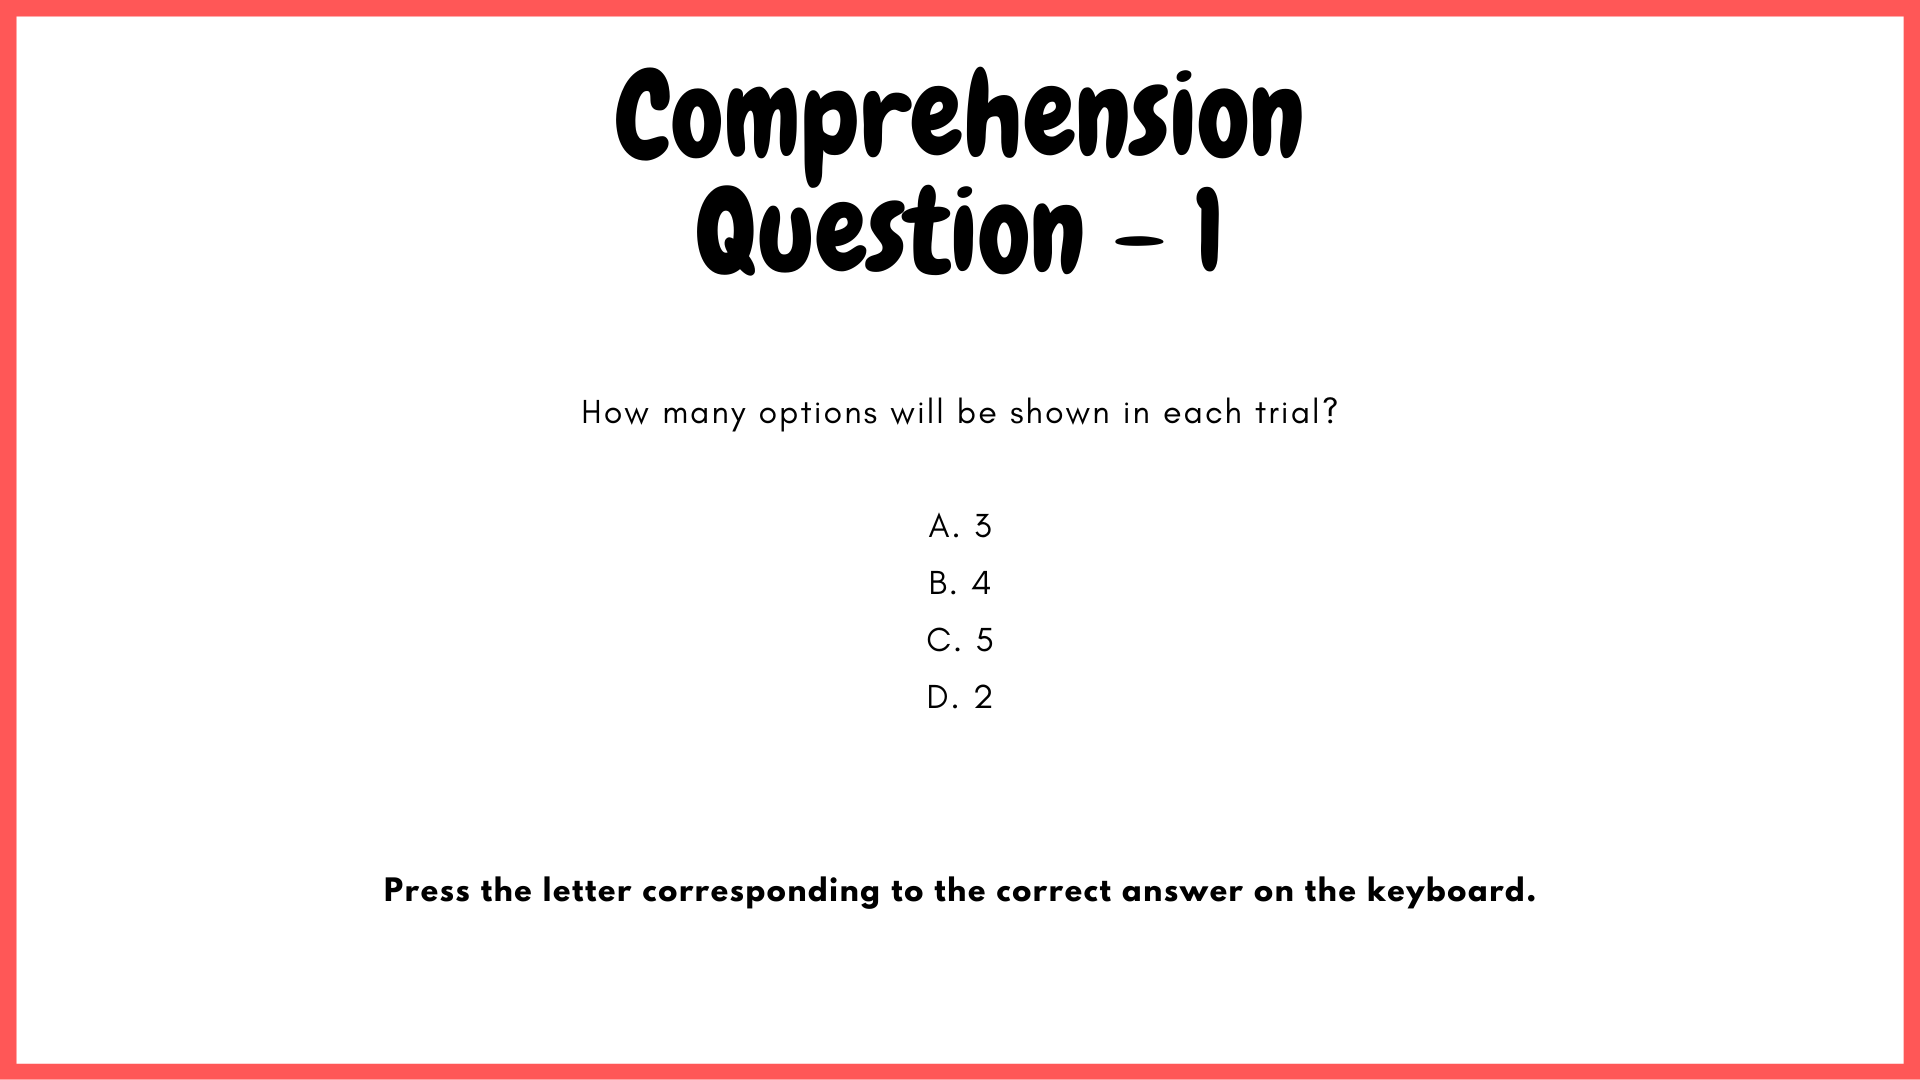 Comprehension
Question - 1
How many options will be shown in each trial?
A. 3
B. 4
C. 5
D. 2
Press the letter corresponding to the correct answer on the keyboard.